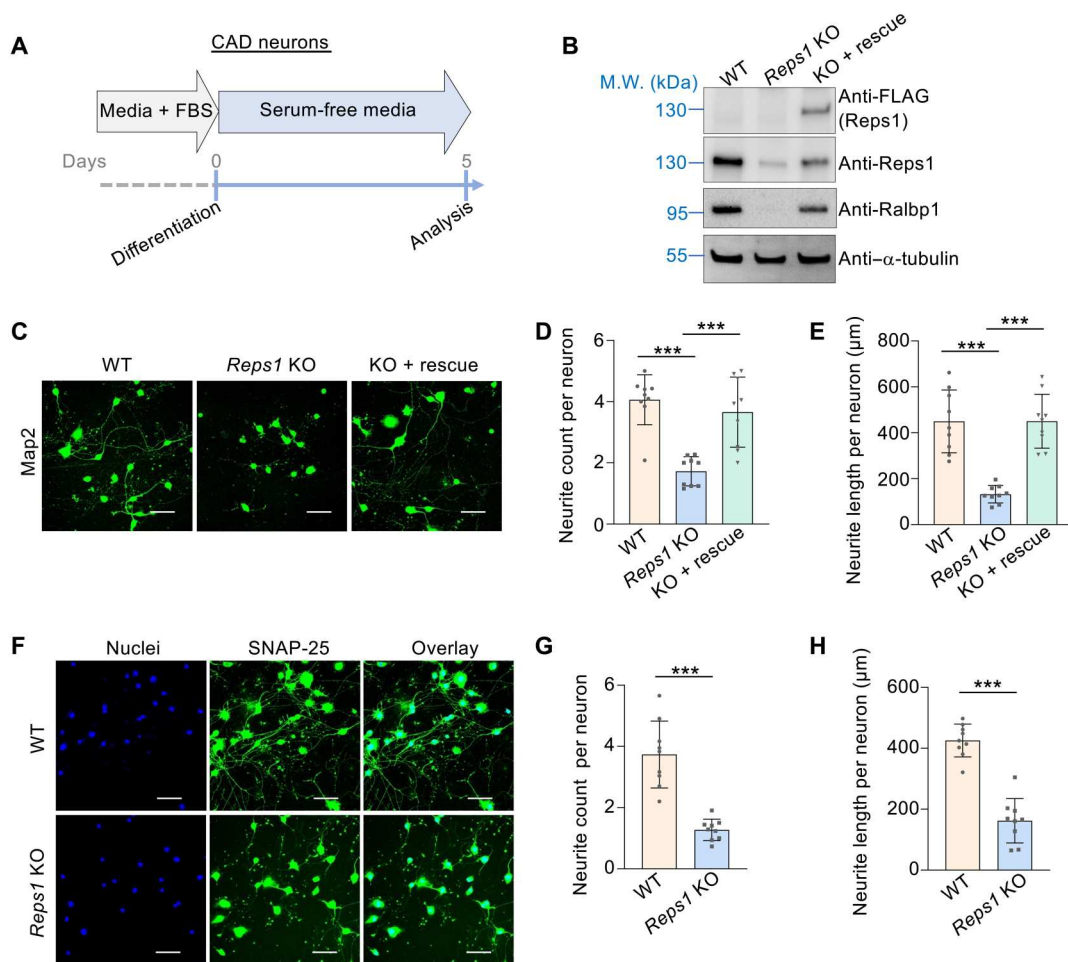 A
CAD neurons
Media + FBS
Serum-free media
Days
0
5
Differentiation
Analysis
B
WT
Reps1 KO
KO + rescue
M.W. (kDa)
130
Anti-FLAG
(Reps1)
130
Anti-Reps1
95
Anti-Ralbp1
55
Anti–α-tubulin
C
WT
Reps1 KO
KO + rescue
Map2
D
Neurite count per neuron
6
4
2
0
***
***
WT
Reps1 KO
KO + rescue
E
Neurite length per neuron (μm)
800
600
400
200
0
***
***
WT
Reps1 KO
KO + rescue
F
Nuclei
SNAP-25
Overlay
WT
Reps1 KO
G
Neurite count per neuron
6
4
2
0
***
WT
Reps1 KO
H
Neurite length per neuron (μm)
600
400
200
0
***
WT
Reps1 KO